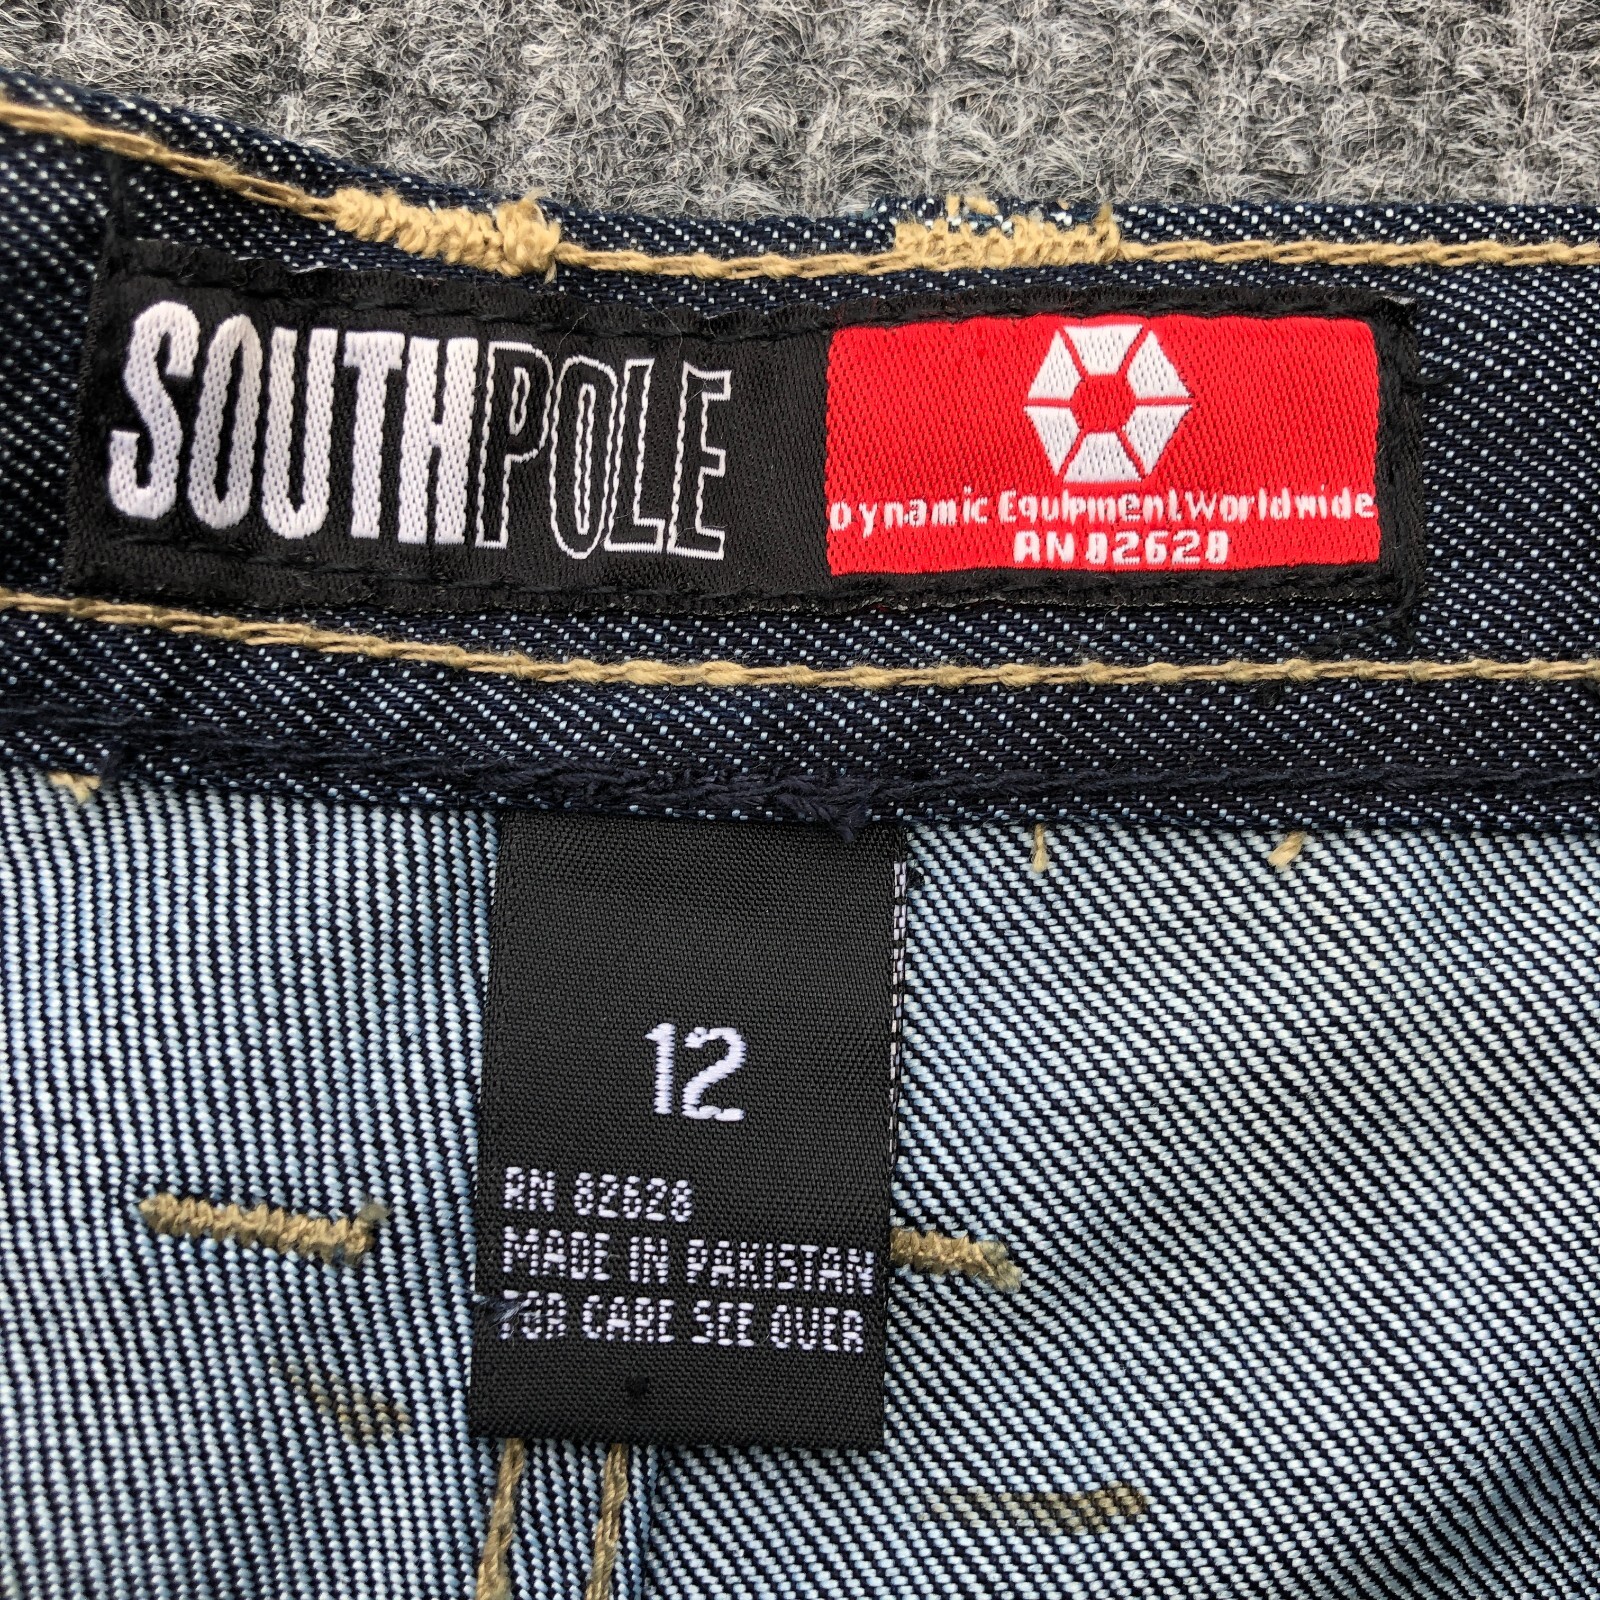 SOUTHPOLE
Dynamic Equipment Worldwide
RN 82628
12
RN 82628
MADE IN PAKISTAN
FOR CARE SEE OVER